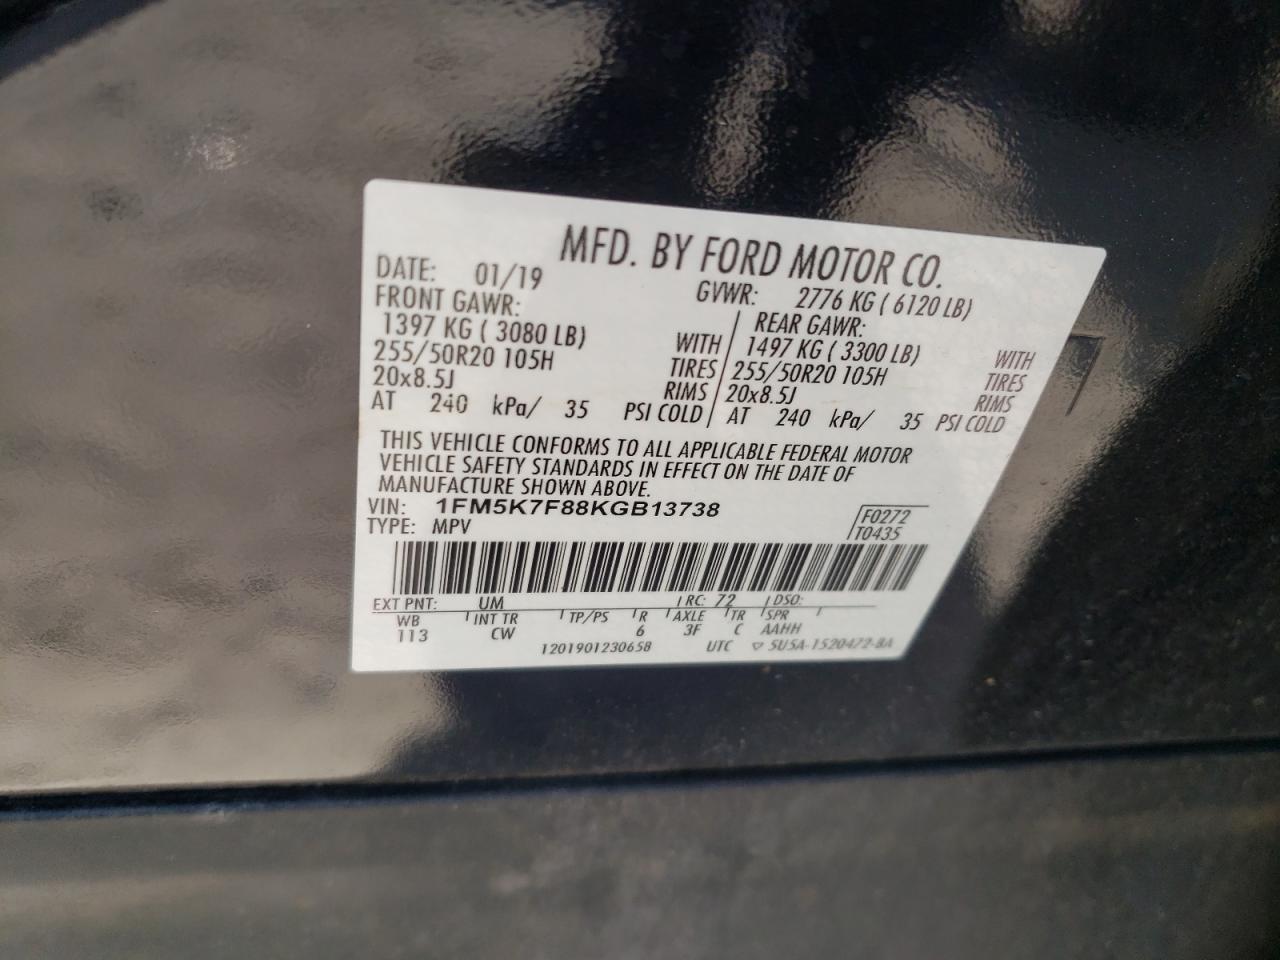 MFD. BY FORD MOTOR CO.
DATE: 01/19 GVWR: 2776 KG ( 6120 LB)
FRONT GAWR: REAR GAWR:
1397 KG ( 3080 LB) WITH 1497 KG ( 3300 LB) WITH
255/50R20 105H TIRES 255/50R20 105H TIRES
20x8.5J RIMS 20x8.5J RIMS
AT 240 kPa/ 35 PSI COLD AT 240 kPa/ 35 PSI COLD
THIS VEHICLE CONFORMS TO ALL APPLICABLE FEDERAL MOTOR
VEHICLE SAFETY STANDARDS IN EFFECT ON THE DATE OF
MANUFACTURE SHOWN ABOVE.
VIN: 1FM5K7F88KGB13738 F0272
TYPE: MPV T0435
EXT PNT: UM RC: 72 DSO:
WB INT TR TP/PS R AXLE TR SPR
113 CW 6 3F C AAHH
1201901230658 UTC ▽ 5U5A-1520472-BA